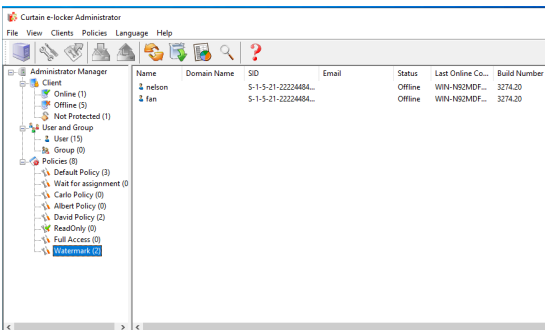 Curtain e-locker Administrator
File View Clients Policies Language Help
Administrator Manager
Client
Online (1)
Offline (5)
Not Protected (1)
User and Group
User (15)
Group (0)
Policies (8)
Default Policy (3)
Wait for assignment (0
Carlo Policy (0)
Albert Policy (0)
David Policy (2)
ReadOnly (0)
Full Access (0)
Watermark (2)
Name Domain Name SID Email Status Last Online Co... Build Number
nelson S-1-5-21-22224484... Offline WIN-N92MDF... 3274.20
fan S-1-5-21-22224484... Offline WIN-N92MDF... 3274.20